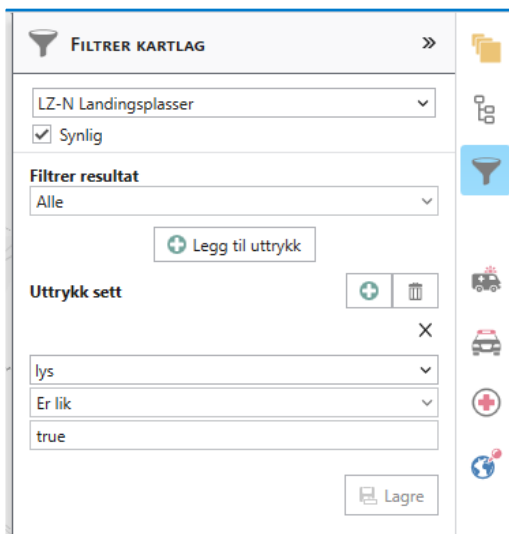 FILTRER KARTLAG
LZ-N Landingsplasser
Synlig
Filtrer resultat
Alle
Legg til uttrykk
Uttrykk sett
lys
Er lik
true
Lagre